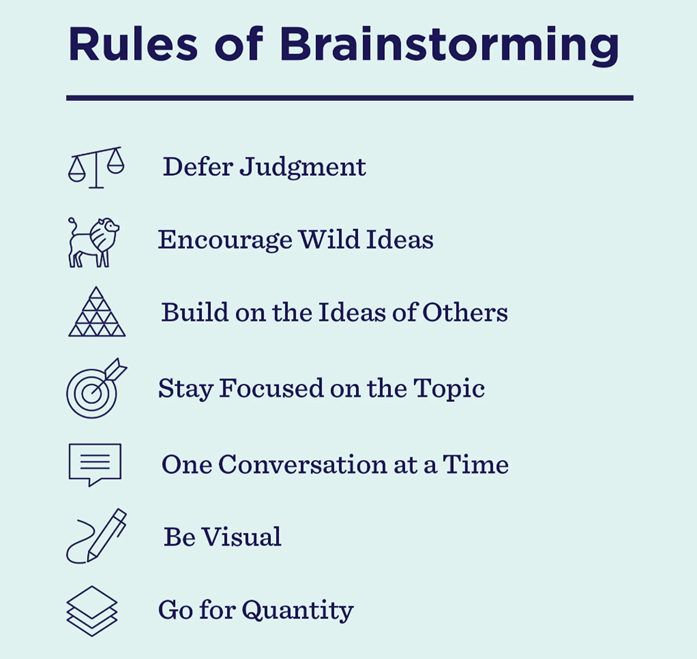 Rules of Brainstorming
Defer Judgment
Encourage Wild Ideas
Build on the Ideas of Others
Stay Focused on the Topic
One Conversation at a Time
Be Visual
Go for Quantity